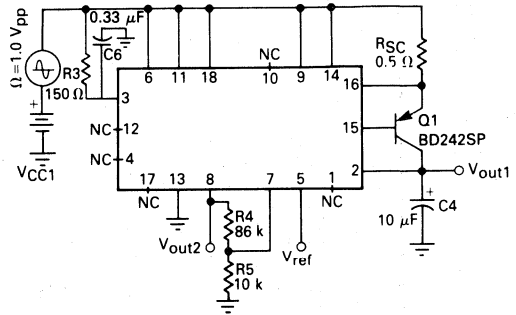 0.33 μF
Ω=1.0 Vpp
C6
R3
150 Ω
+
VCC1
6
11
18
NC
10
9
14
16
15
2
3
NC
12
NC
4
17
NC
13
8
7
5
1
NC
RSC
0.5 Ω
Q1
BD242SP
Vout1
+
C4
10 μF
R4
86 k
Vout2
Vref
R5
10 k